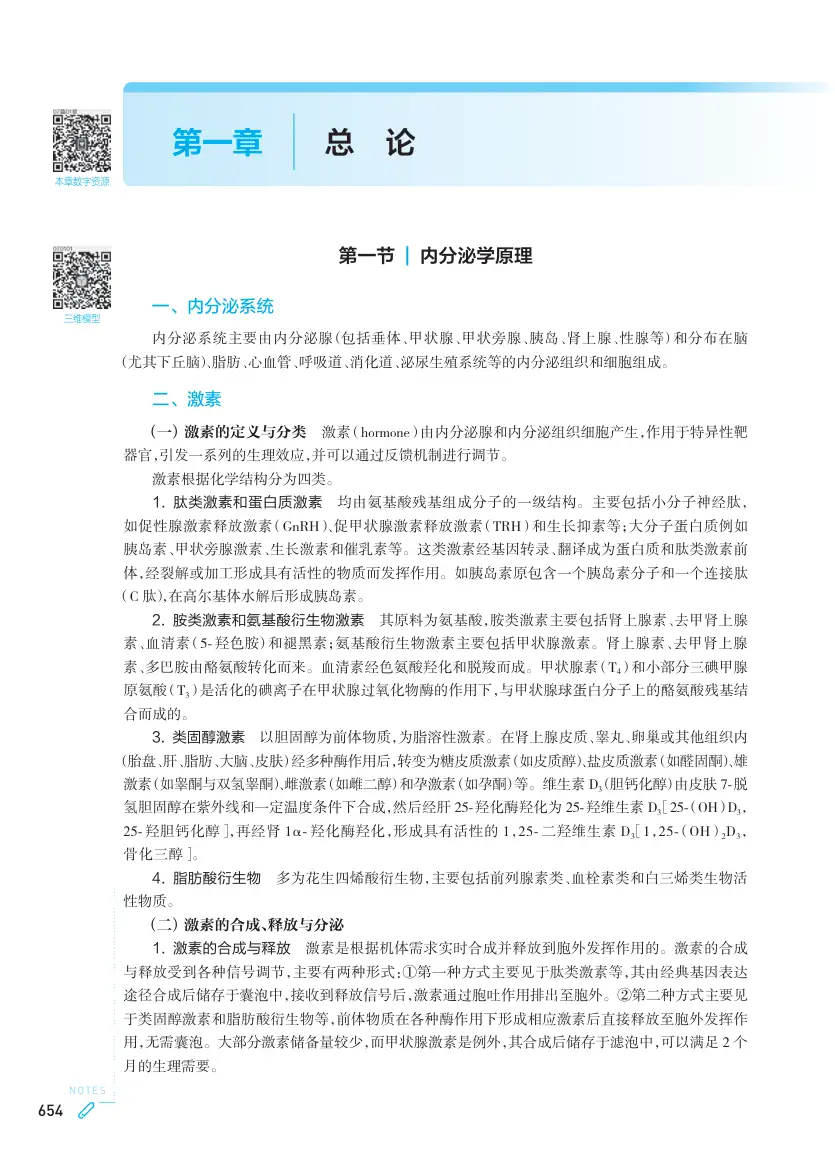 07篇01章
本章数字资源
第一章
总 论
070101
三维模型
第一节 | 内分泌学原理
一、内分泌系统
内分泌系统主要由内分泌腺(包括垂体、甲状腺、甲状旁腺、胰岛、肾上腺、性腺等)和分布在脑
(尤其下丘脑)、脂肪、心血管、呼吸道、消化道、泌尿生殖系统等的内分泌组织和细胞组成。
二、激素
(一) 激素的定义与分类 激素(hormone)由内分泌腺和内分泌组织细胞产生,作用于特异性靶
器官,引发一系列的生理效应,并可以通过反馈机制进行调节。
激素根据化学结构分为四类。
1. 肽类激素和蛋白质激素 均由氨基酸残基组成分子的一级结构。主要包括小分子神经肽,
如促性腺激素释放激素(GnRH)、促甲状腺激素释放激素(TRH)和生长抑素等;大分子蛋白质例如
胰岛素、甲状旁腺激素、生长激素和催乳素等。这类激素经基因转录、翻译成为蛋白质和肽类激素前
体,经裂解或加工形成具有活性的物质而发挥作用。如胰岛素原包含一个胰岛素分子和一个连接肽
(C 肽),在高尔基体水解后形成胰岛素。
2. 胺类激素和氨基酸衍生物激素 其原料为氨基酸,胺类激素主要包括肾上腺素、去甲肾上腺
素、血清素(5-羟色胺)和褪黑素;氨基酸衍生物激素主要包括甲状腺激素。肾上腺素、去甲肾上腺
素、多巴胺由酪氨酸转化而来。血清素经色氨酸羟化和脱羧而成。甲状腺素(T₄)和小部分三碘甲腺
原氨酸(T₃)是活化的碘离子在甲状腺过氧化物酶的作用下,与甲状腺球蛋白分子上的酪氨酸残基结
合而成的。
3. 类固醇激素 以胆固醇为前体物质,为脂溶性激素。在肾上腺皮质、睾丸、卵巢或其他组织内
(胎盘、肝、脂肪、大脑、皮肤)经多种酶作用后,转变为糖皮质激素(如皮质醇)、盐皮质激素(如醛固酮)、雄
激素(如睾酮与双氢睾酮)、雌激素(如雌二醇)和孕激素(如孕酮)等。维生素 D₃(胆钙化醇)由皮肤 7-脱
氢胆固醇在紫外线和一定温度条件下合成,然后经肝 25-羟化酶羟化为 25-羟维生素 D₃[25-(OH)D₃,
25-羟胆钙化醇],再经肾 1α-羟化酶羟化,形成具有活性的 1,25-二羟维生素 D₃[1,25-(OH)₂D₃,
骨化三醇]。
4. 脂肪酸衍生物 多为花生四烯酸衍生物,主要包括前列腺素类、血栓素类和白三烯类生物活
性物质。
(二) 激素的合成、释放与分泌
1. 激素的合成与释放 激素是根据机体需求实时合成并释放到胞外发挥作用的。激素的合成
与释放受到各种信号调节,主要有两种形式:①第一种方式主要见于肽类激素等,其由经典基因表达
途径合成后储存于囊泡中,接收到释放信号后,激素通过胞吐作用排出至胞外。②第二种方式主要见
于类固醇激素和脂肪酸衍生物等,前体物质在各种酶作用下形成相应激素后直接释放至胞外发挥作
用,无需囊泡。大部分激素储备量较少,而甲状腺激素是例外,其合成后储存于滤泡中,可以满足 2 个
月的生理需要。
NOTES
654